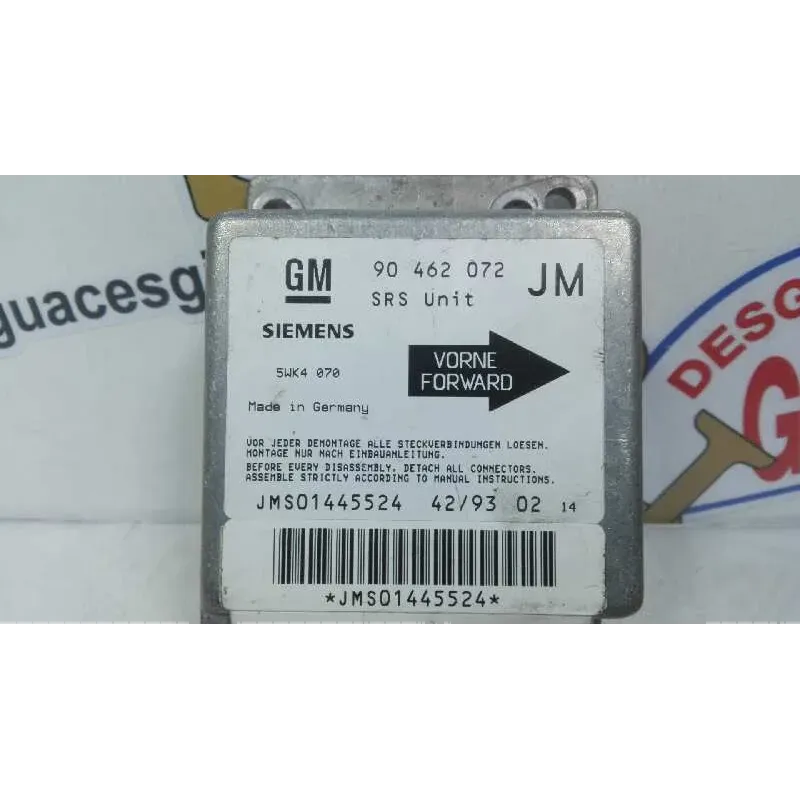 GM 90 462 072 JM
SRS Unit
SIEMENS
5WK4 070
VORNE
FORWARD
Made in Germany
VOR JEDER DEMONTAGE ALLE STECKVERBINDUNGEN LOESEN.
MONTAGE NUR NACH EINBAUANLEITUNG.
BEFORE EVERY DISASSEMBLY, DETACH ALL CONNECTORS.
ASSEMBLE STRICTLY ACCORDING TO MANUAL INSTRUCTIONS.
JMS01445524 42/93 02 14
*JMS01445524*
guacesgi
DESG
G